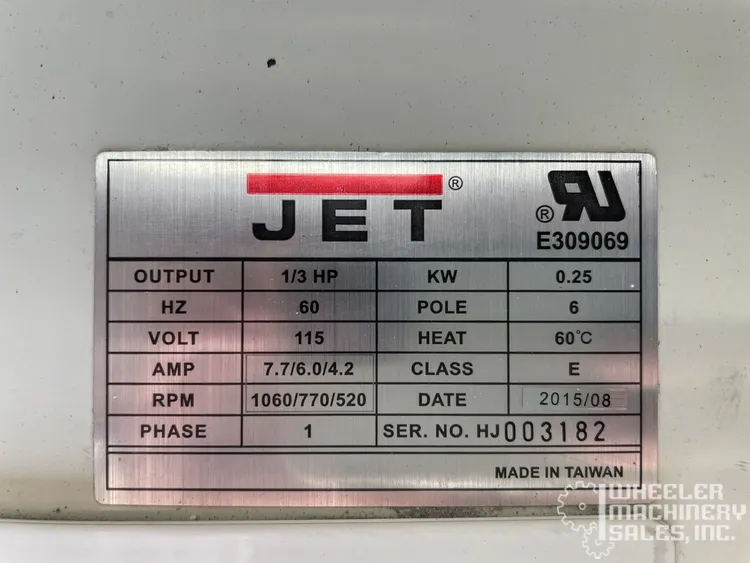 JET®
® RU
E309069
OUTPUT 1/3 HP KW 0.25
HZ 60 POLE 6
VOLT 115 HEAT 60°C
AMP 7.7/6.0/4.2 CLASS E
RPM 1060/770/520 DATE 2015/08
PHASE 1 SER. NO. HJ003182
MADE IN TAIWAN
WHEELER
MACHINERY
SALES, INC.